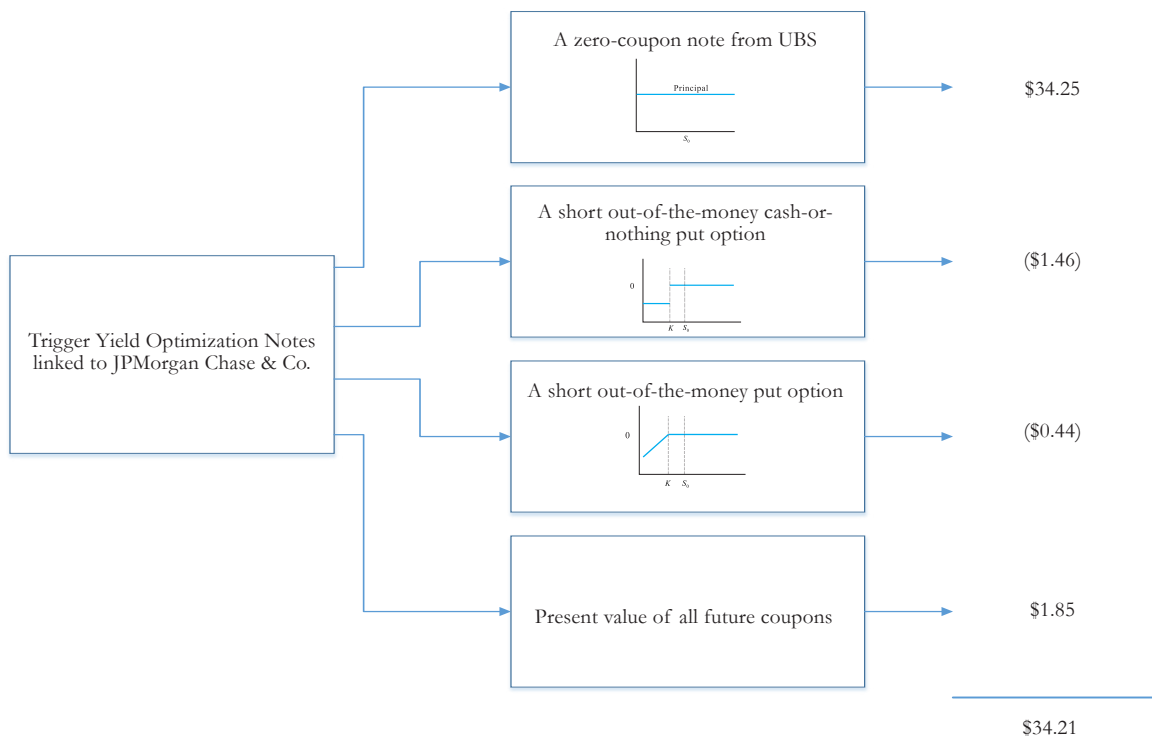 A zero-coupon note from UBS
Principal
S0
$34.25
A short out-of-the-money cash-or-
nothing put option
0
K S0
($1.46)
Trigger Yield Optimization Notes
linked to JPMorgan Chase & Co.
A short out-of-the-money put option
0
K S0
($0.44)
Present value of all future coupons
$1.85
$34.21